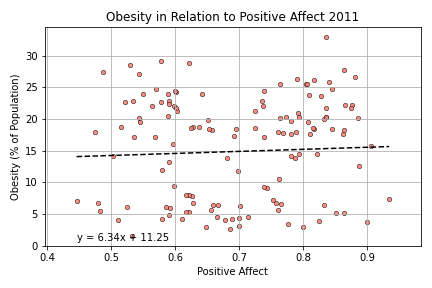 Obesity in Relation to Positive Affect 2011
Obesity (% of Population)
30
25
20
15
10
5
0
y = 6.34x + 11.25
0.4 0.5 0.6 0.7 0.8 0.9
Positive Affect